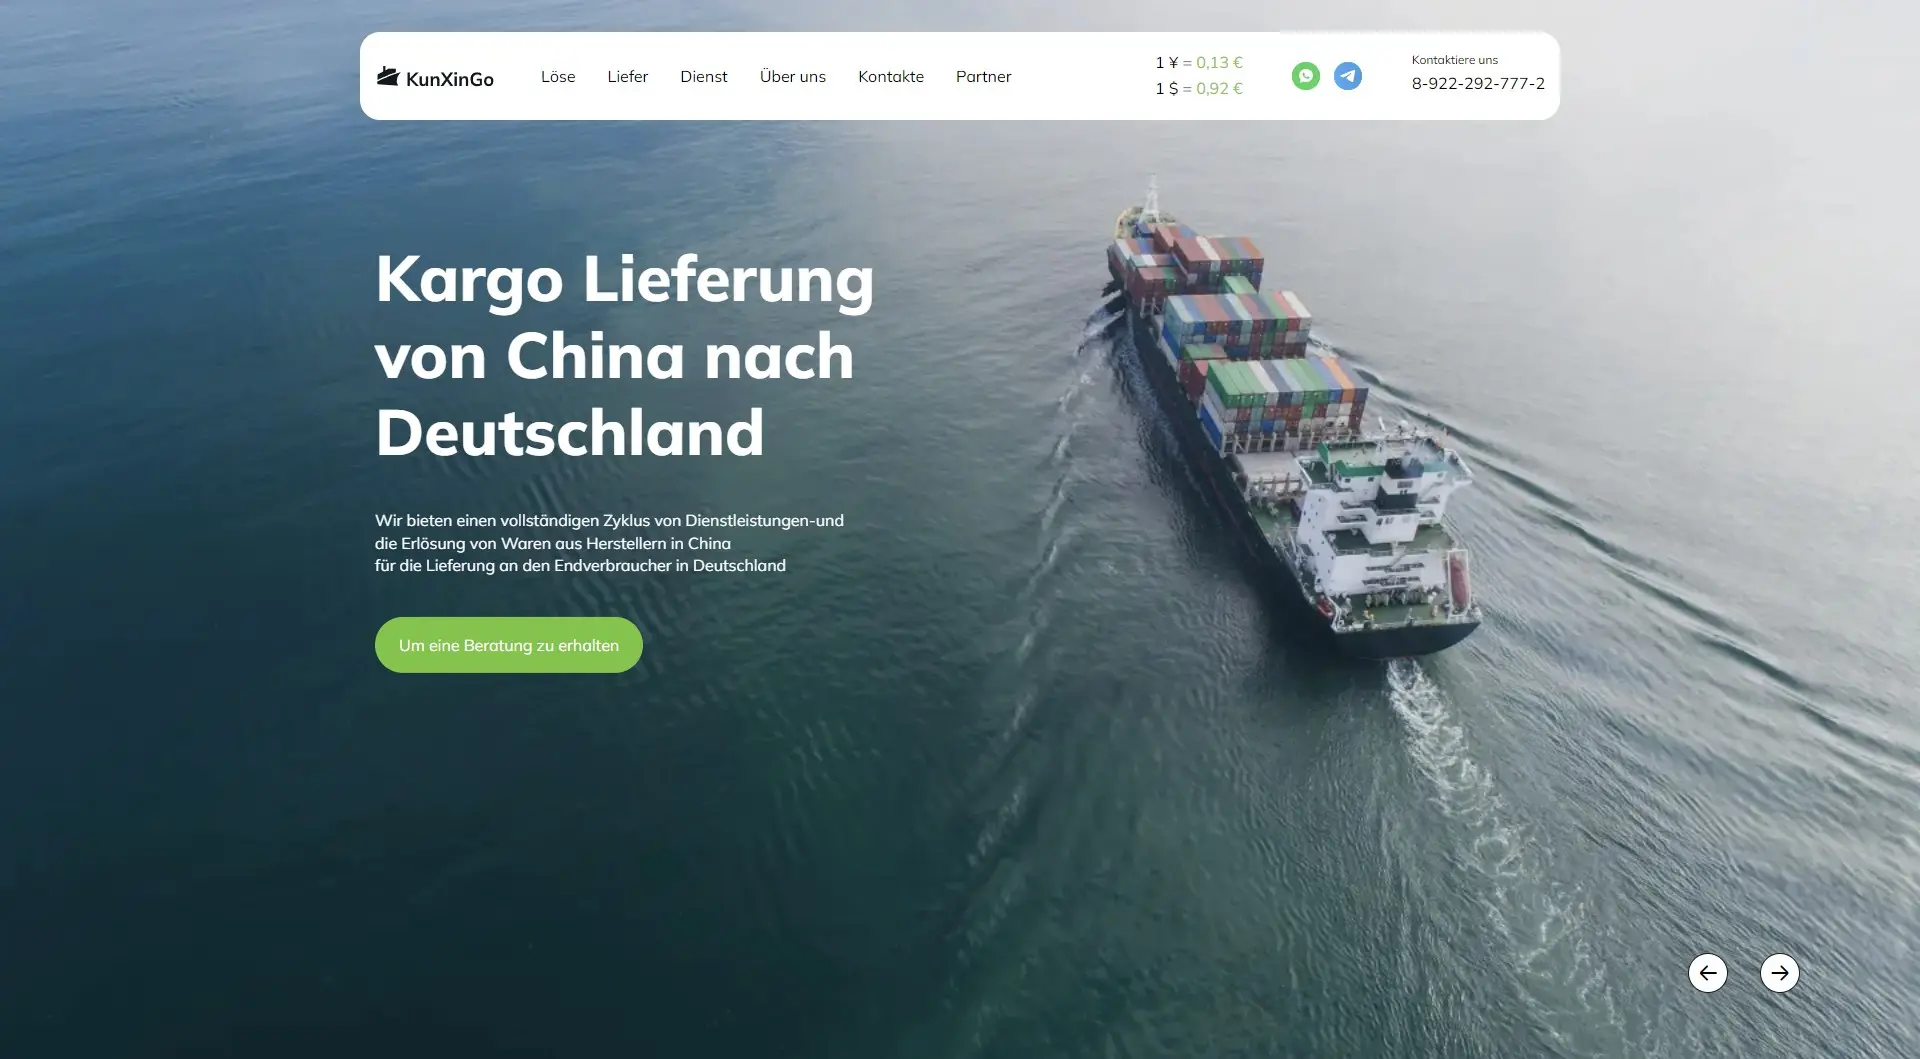 KunXinGo
Löse
Liefer
Dienst
Über uns
Kontakte
Partner
1 ¥ = 0,13 €
1 $ = 0,92 €
Kontaktiere uns
8-922-292-777-2
Kargo Lieferung
von China nach
Deutschland
Wir bieten einen vollständigen Zyklus von Dienstleistungen-und
die Erlösung von Waren aus Herstellern in China
für die Lieferung an den Endverbraucher in Deutschland
Um eine Beratung zu erhalten